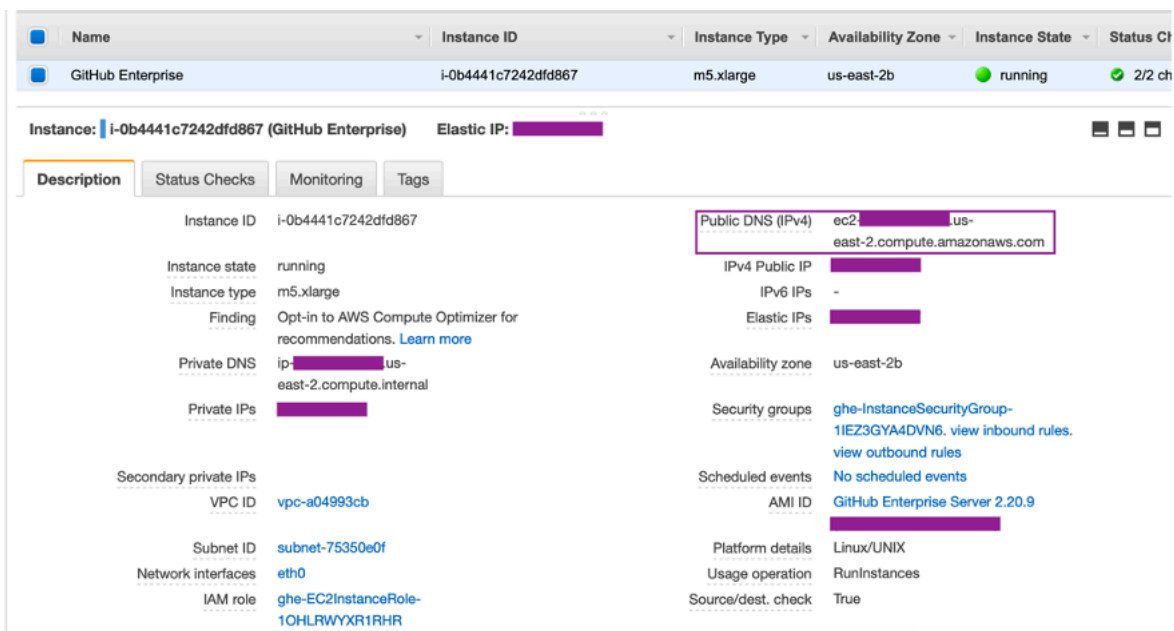 Name Instance ID Instance Type Availability Zone Instance State Status Ch
GitHub Enterprise i-0b4441c7242dfd867 m5.xlarge us-east-2b running 2/2 ch
Instance: i-0b4441c7242dfd867 (GitHub Enterprise) Elastic IP:
Description Status Checks Monitoring Tags
Instance ID i-0b4441c7242dfd867
Public DNS (IPv4) ec2- .us-
east-2.compute.amazonaws.com
Instance state running
IPv4 Public IP
Instance type m5.xlarge
IPv6 IPs -
Finding Opt-in to AWS Compute Optimizer for
recommendations. Learn more
Elastic IPs
Private DNS ip- .us-
east-2.compute.internal
Availability zone us-east-2b
Private IPs
Security groups ghe-InstanceSecurityGroup-
1IEZ3GYA4DVN6. view inbound rules.
view outbound rules
Secondary private IPs
Scheduled events No scheduled events
VPC ID vpc-a04993cb
AMI ID GitHub Enterprise Server 2.20.9
Subnet ID subnet-75350e0f
Platform details Linux/UNIX
Network interfaces eth0
Usage operation RunInstances
IAM role ghe-EC2InstanceRole-
1OHLRWYXR1RHR
Source/dest. check True